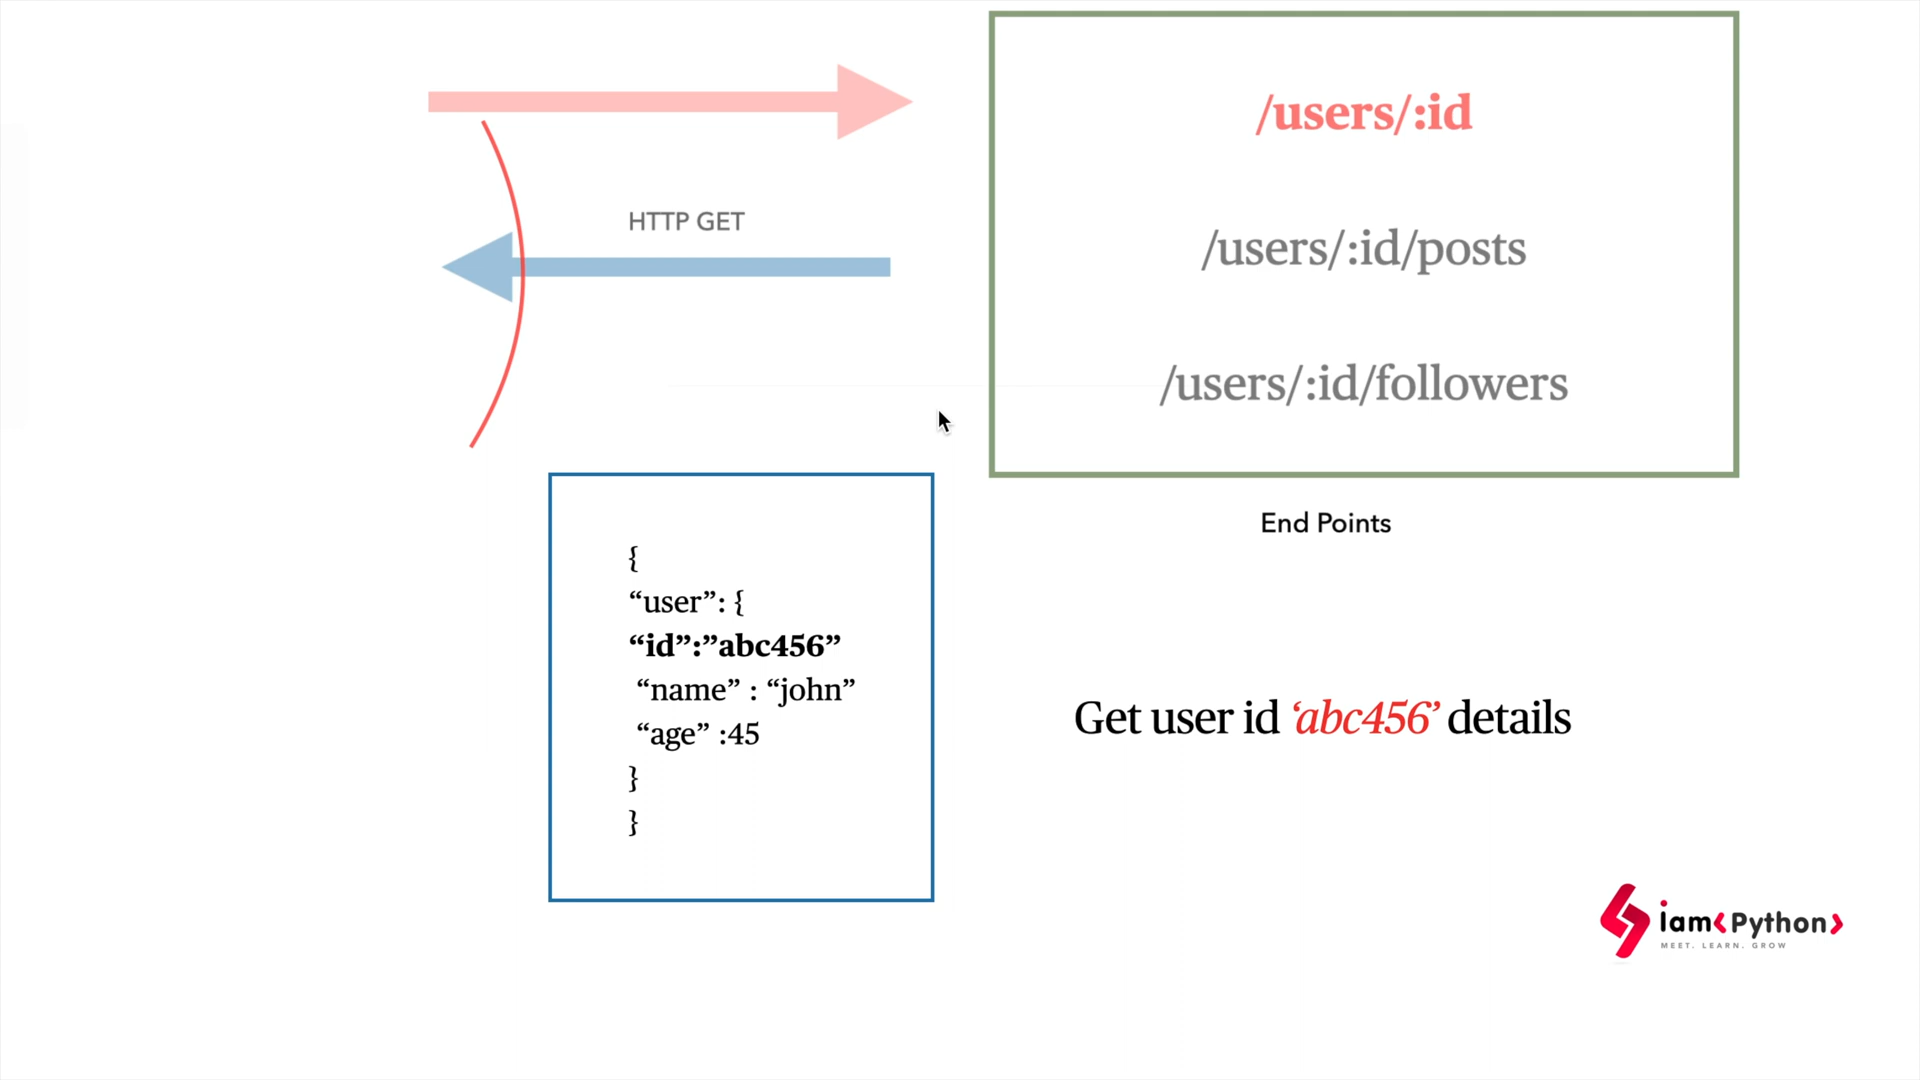 /users/:id
HTTP GET
/users/:id/posts
/users/:id/followers
End Points
{
“user”: {
“id”:”abc456”
“name” : “john”
“age” :45
}
}
Get user id ‘abc456’ details
iam<Python>
MEET. LEARN. GROW